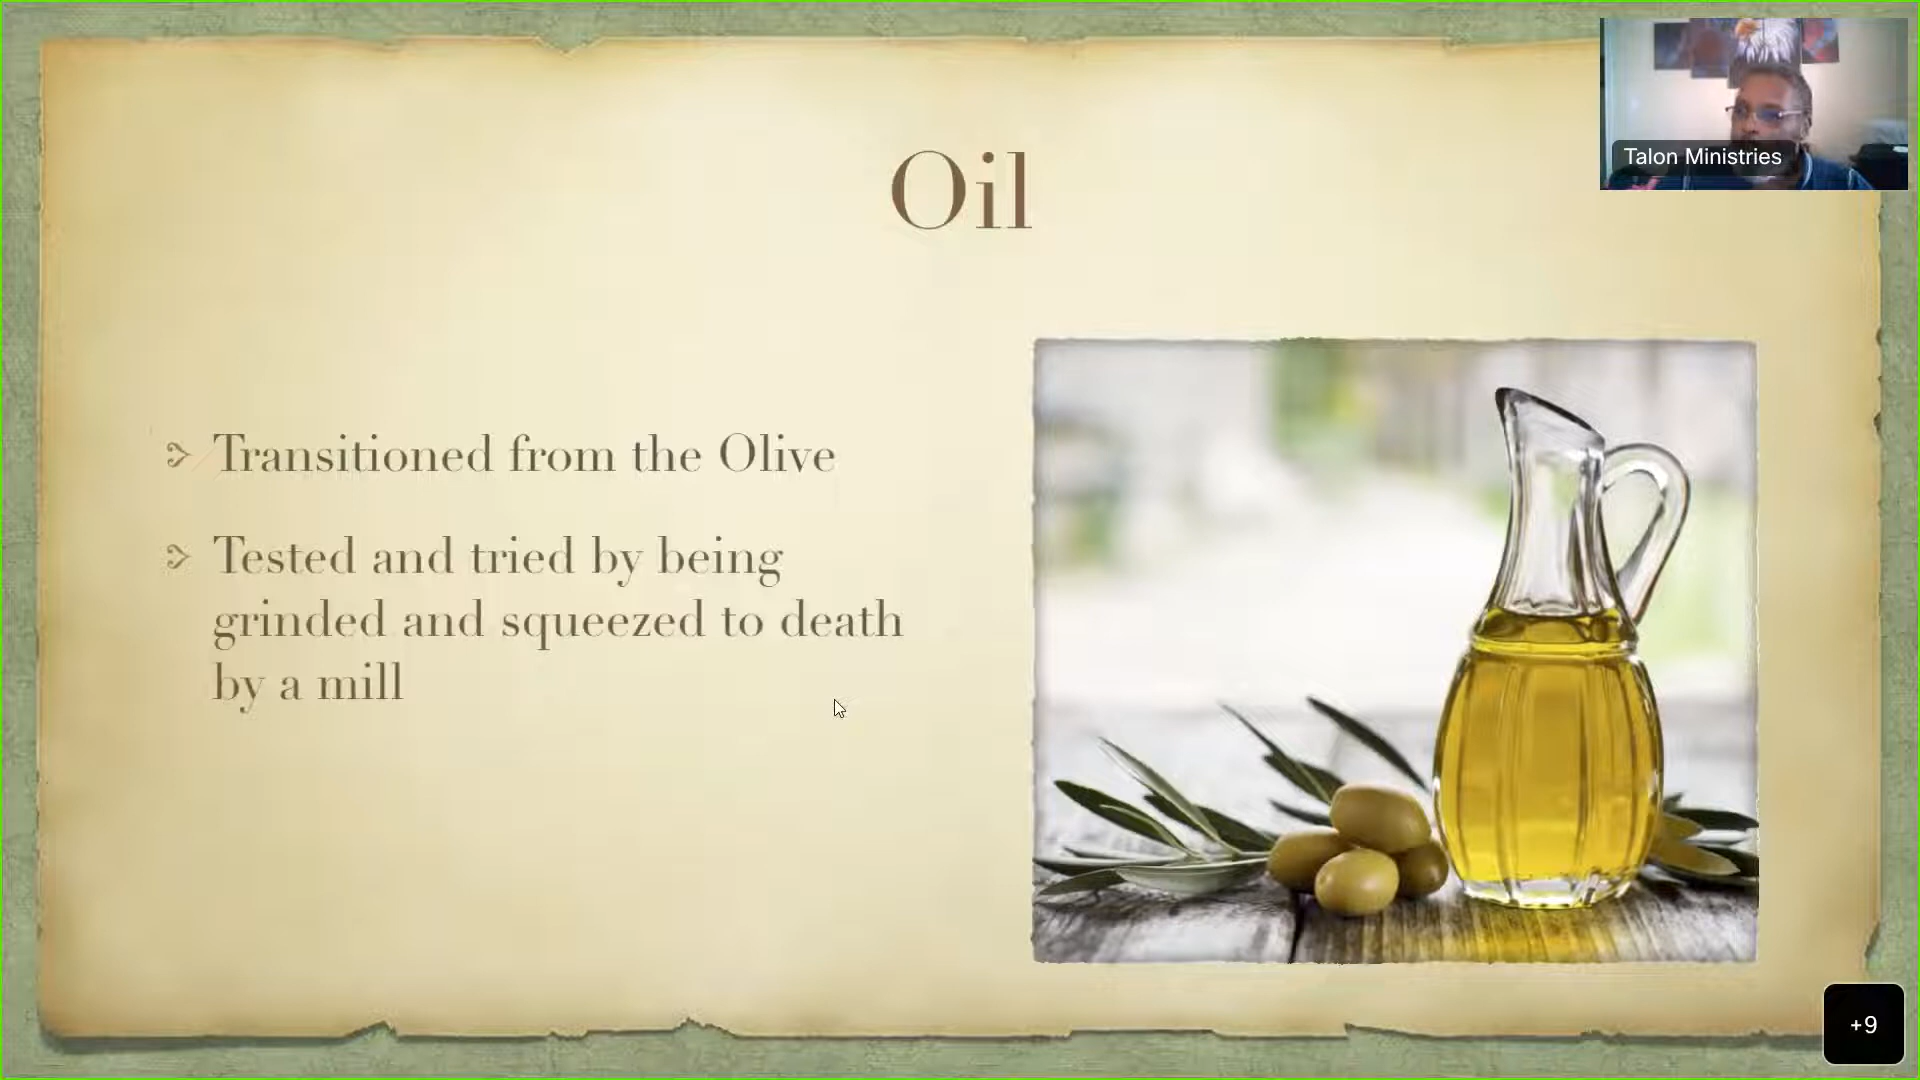 Oil
Talon Ministries
Transitioned from the Olive
Tested and tried by being
grinded and squeezed to death
by a mill
+9